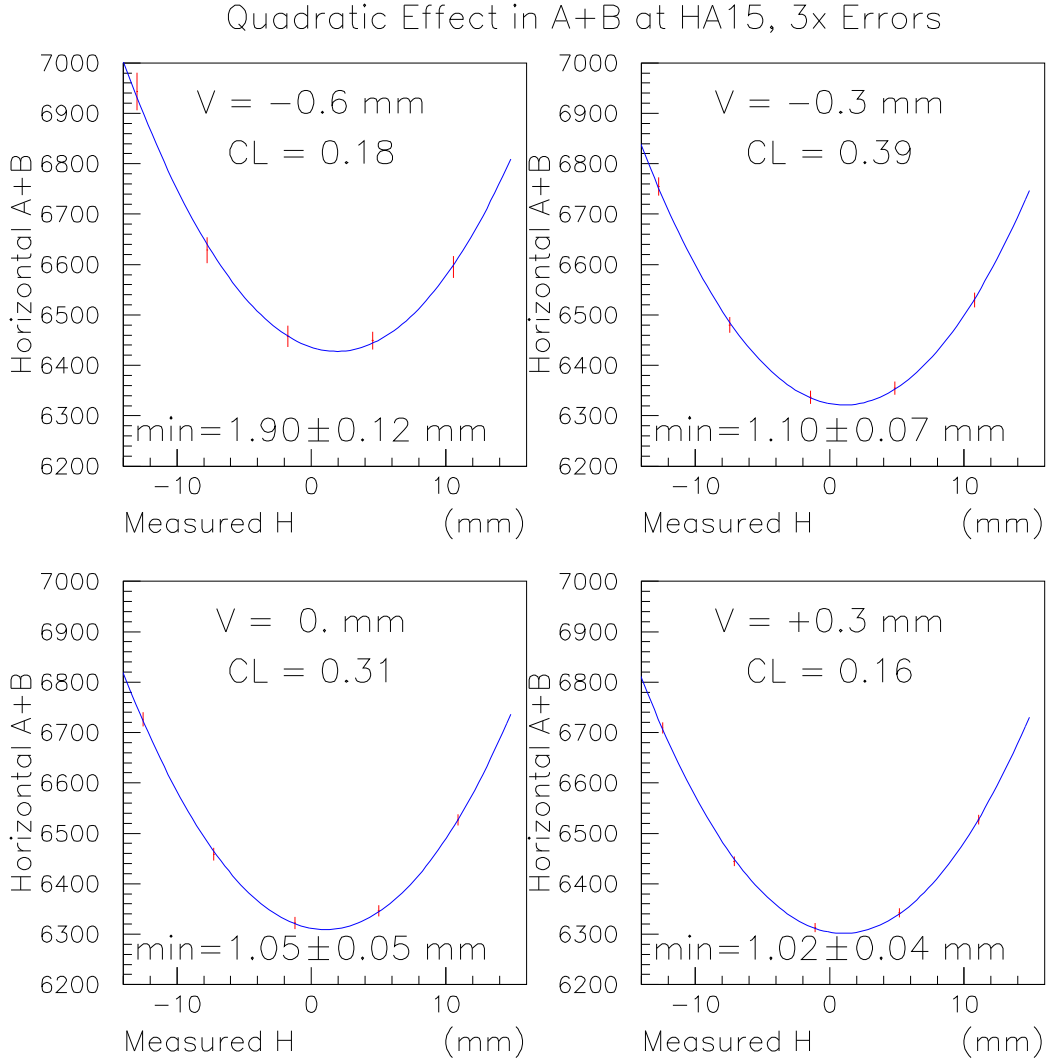 Quadratic Effect in A+B at HA15, 3x Errors
7000
6900
6800
6700
6600
6500
6400
6300
6200
Horizontal A+B
V = −0.6 mm
CL = 0.18
min=1.90±0.12 mm
−10 0 10
Measured H (mm)
7000
6900
6800
6700
6600
6500
6400
6300
6200
Horizontal A+B
V = −0.3 mm
CL = 0.39
min=1.10±0.07 mm
−10 0 10
Measured H (mm)
7000
6900
6800
6700
6600
6500
6400
6300
6200
Horizontal A+B
V = 0. mm
CL = 0.31
min=1.05±0.05 mm
−10 0 10
Measured H (mm)
7000
6900
6800
6700
6600
6500
6400
6300
6200
Horizontal A+B
V = +0.3 mm
CL = 0.16
min=1.02±0.04 mm
−10 0 10
Measured H (mm)